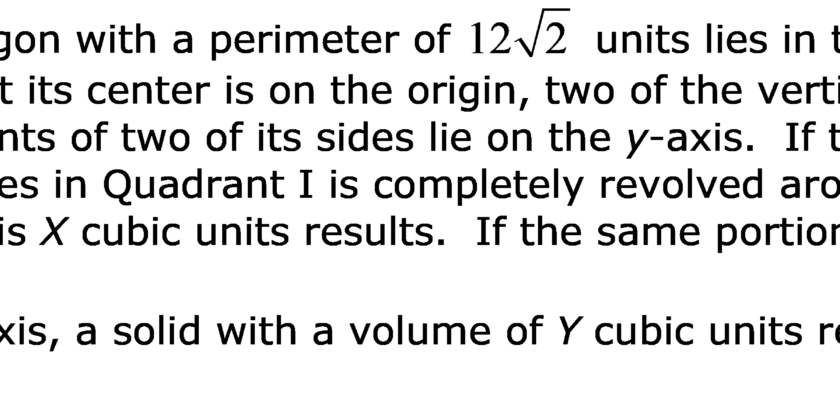 gon with a perimeter of 12√2 units lies in t
t its center is on the origin, two of the verti
nts of two of its sides lie on the y-axis. If t
es in Quadrant I is completely revolved aro
is X cubic units results. If the same portion
xis, a solid with a volume of Y cubic units re